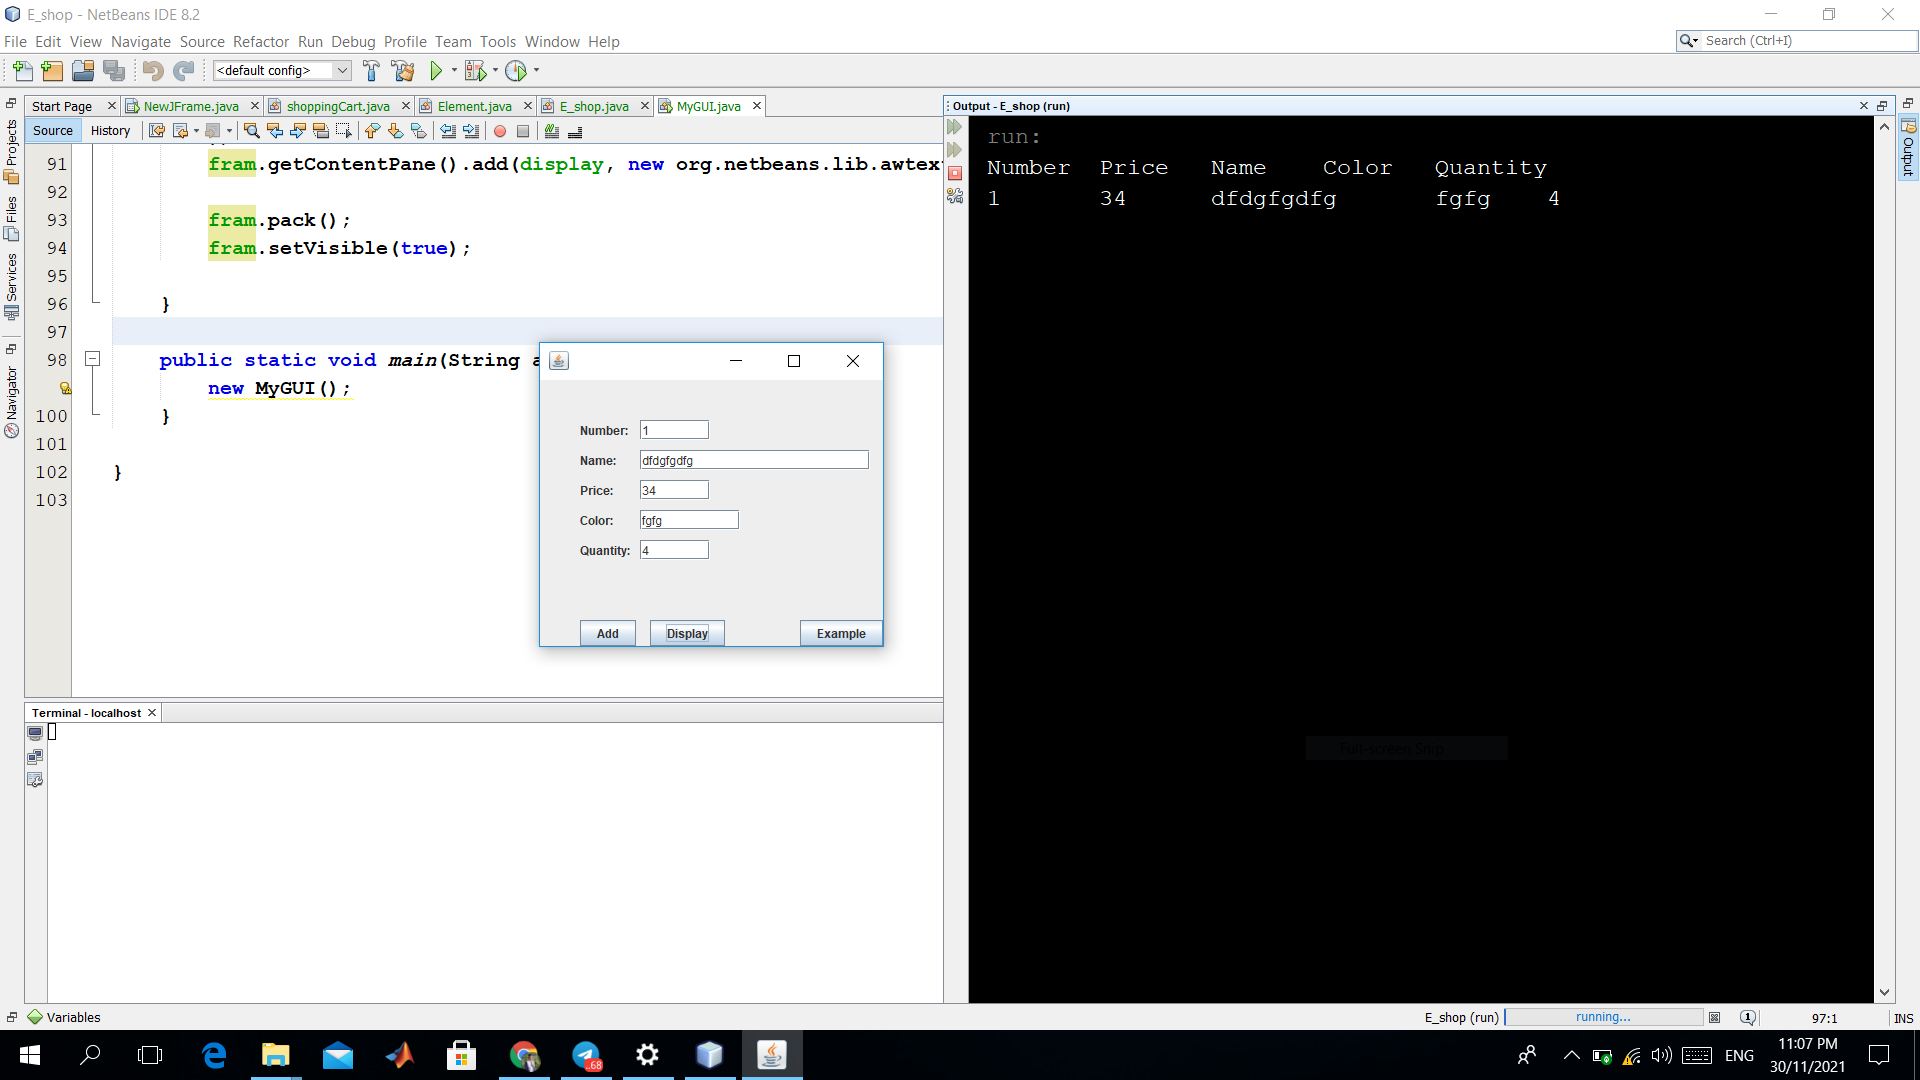 E_shop - NetBeans IDE 8.2
File Edit View Navigate Source Refactor Run Debug Profile Team Tools Window Help
Search (Ctrl+I)
<default config>
Start Page NewJFrame.java shoppingCart.java Element.java E_shop.java MyGUI.java
Source History
91 fram.getContentPane().add(display, new org.netbeans.lib.awtex
92
93 fram.pack();
94 fram.setVisible(true);
95
96 }
97
98 public static void main(String a
new MyGUI();
100 }
101
102 }
103
Projects
Files
Services
Navigator
Number: 1
Name: dfdgfgdfg
Price: 34
Color: fgfg
Quantity: 4
Add Display Example
Output - E_shop (run)
run:
Number Price Name Color Quantity
1 34 dfdgfgdfg fgfg 4
Full-screen Snip
Output
Terminal - localhost
Variables
E_shop (run) running... 1 97:1 INS
.68
ENG
11:07 PM
30/11/2021